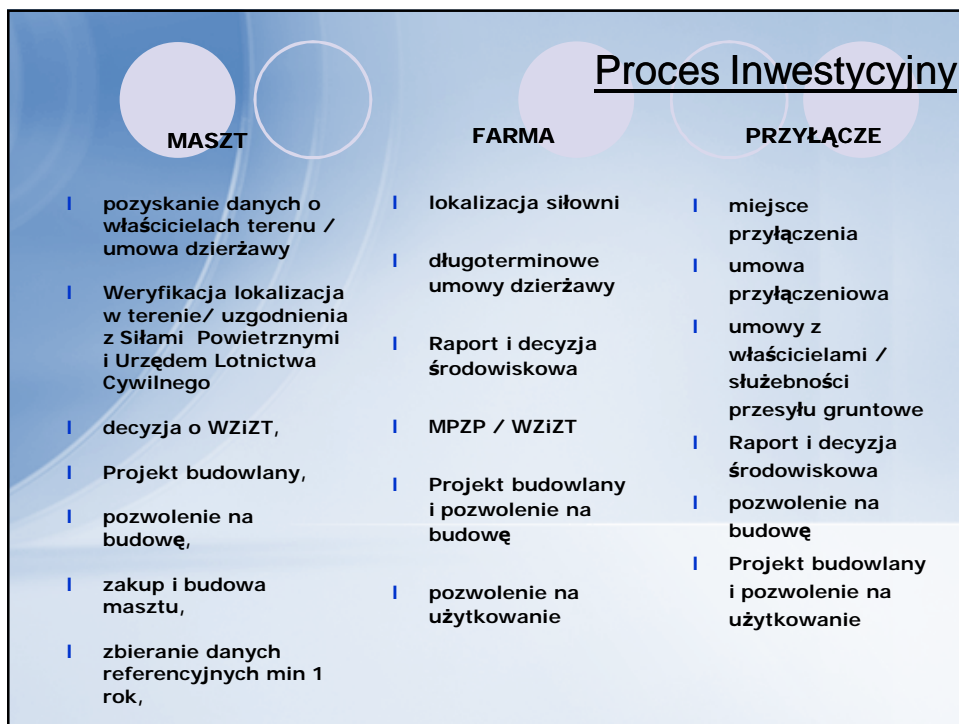 Proces Inwestycyjny
MASZT
l pozyskanie danych o
właścicielach terenu /
umowa dzierżawy
l Weryfikacja lokalizacja
w terenie/ uzgodnienia
z Siłami Powietrznymi
i Urzędem Lotnictwa
Cywilnego
l decyzja o WZiZT,
l Projekt budowlany,
l pozwolenie na
budowę,
l zakup i budowa
masztu,
l zbieranie danych
referencyjnych min 1
rok,
FARMA
l lokalizacja siłowni
l długoterminowe
umowy dzierżawy
l Raport i decyzja
środowiskowa
l MPZP / WZiZT
l Projekt budowlany
i pozwolenie na
budowę
l pozwolenie na
użytkowanie
PRZYŁĄCZE
l miejsce
przyłączenia
l umowa
przyłączeniowa
l umowy z
właścicielami /
służebności
przesyłu gruntowe
l Raport i decyzja
środowiskowa
l pozwolenie na
budowę
l Projekt budowlany
i pozwolenie na
użytkowanie